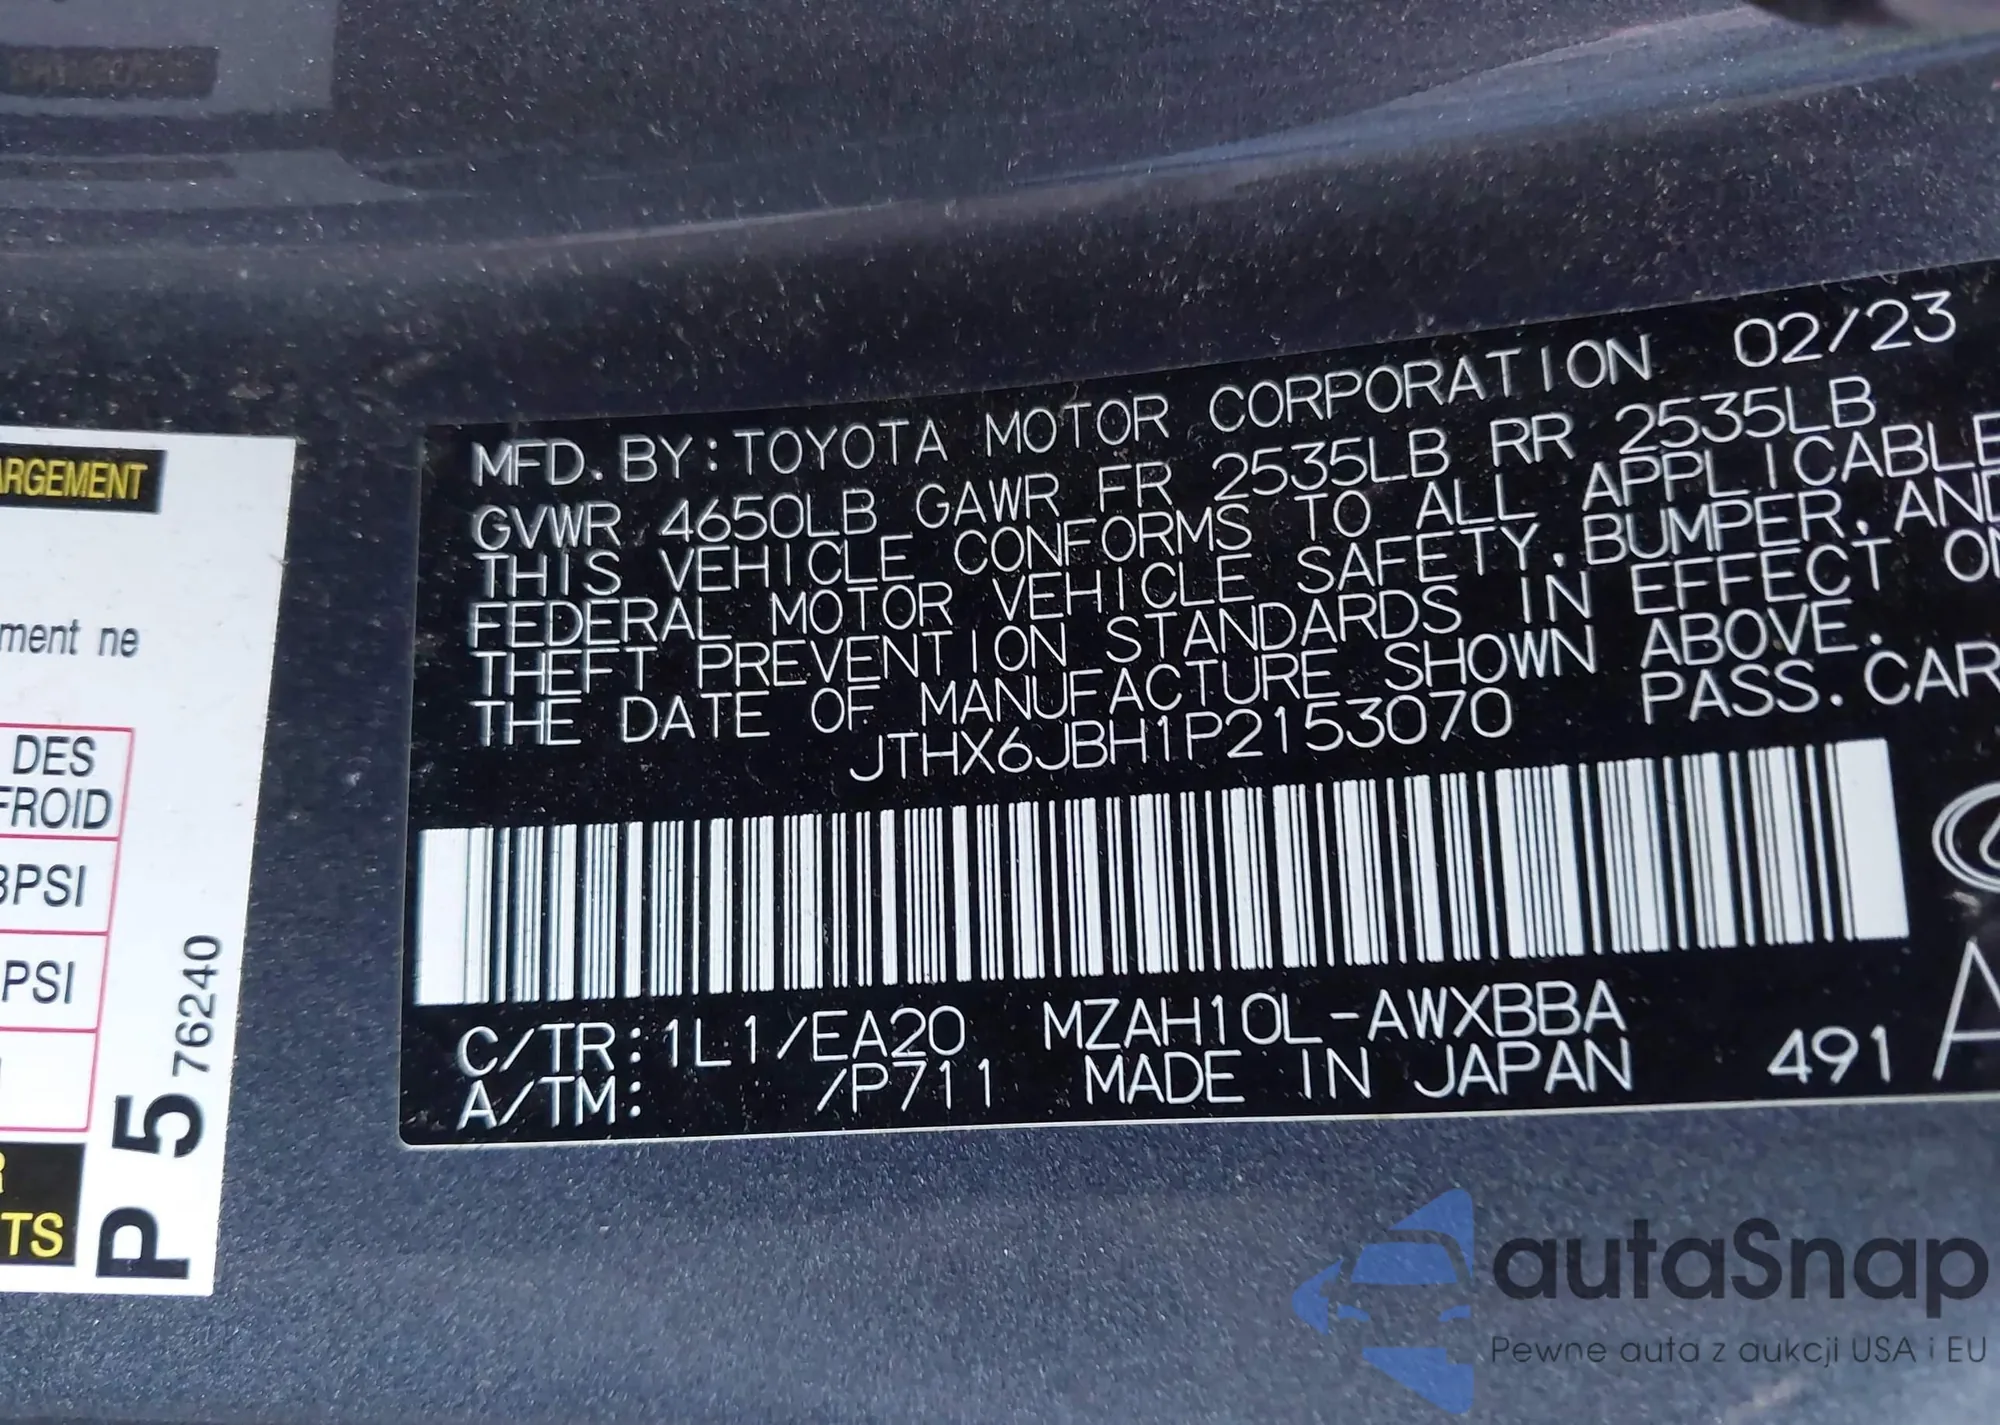 ARGEMENT
ment ne
DES
FROID
PSI
PSI
R
TS
P 5 76240
MFD. BY: TOYOTA MOTOR CORPORATION 02/23
GVWR 4650LB GAWR FR 2535LB RR 2535LB
THIS VEHICLE CONFORMS TO ALL APPLICABLE
FEDERAL MOTOR VEHICLE SAFETY, BUMPER, AND
THEFT PREVENTION STANDARDS IN EFFECT ON
THE DATE OF MANUFACTURE SHOWN ABOVE.
JTHX6JBH1P2153070 PASS. CAR
C/TR: 1L1/EA20 MZAH10L-AWXBBA
A/TM: /P711 MADE IN JAPAN 491 A
autaSnap
Pewne auta z aukcji USA i EU